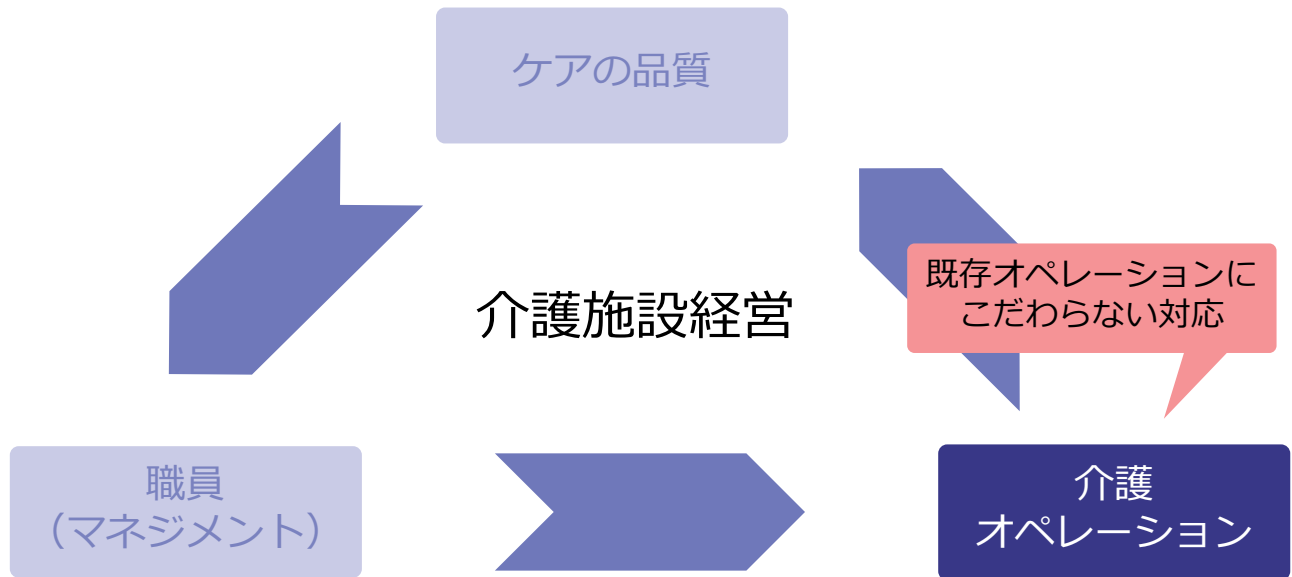 ケアの品質
既存オペレーションに
こだわらない対応
介護施設経営
職員
（マネジメント）
介護
オペレーション